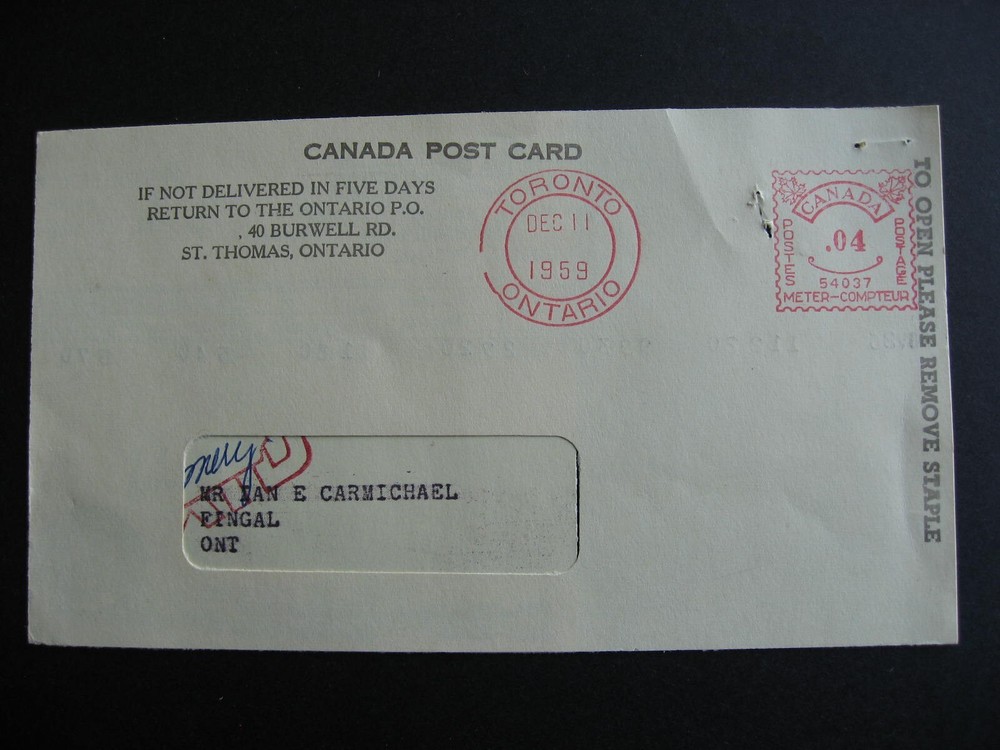 CANADA POST CARD
IF NOT DELIVERED IN FIVE DAYS
RETURN TO THE ONTARIO P.O.
40 BURWELL RD.
ST. THOMAS, ONTARIO
TORONTO
DEC 11
1959
ONTARIO
CANADA
POSTES
.04
POSTAGE
54037
METER-COMPTEUR
TO OPEN PLEASE REMOVE STAPLE
MR E CARMICHAEL
FINGAL
ONT